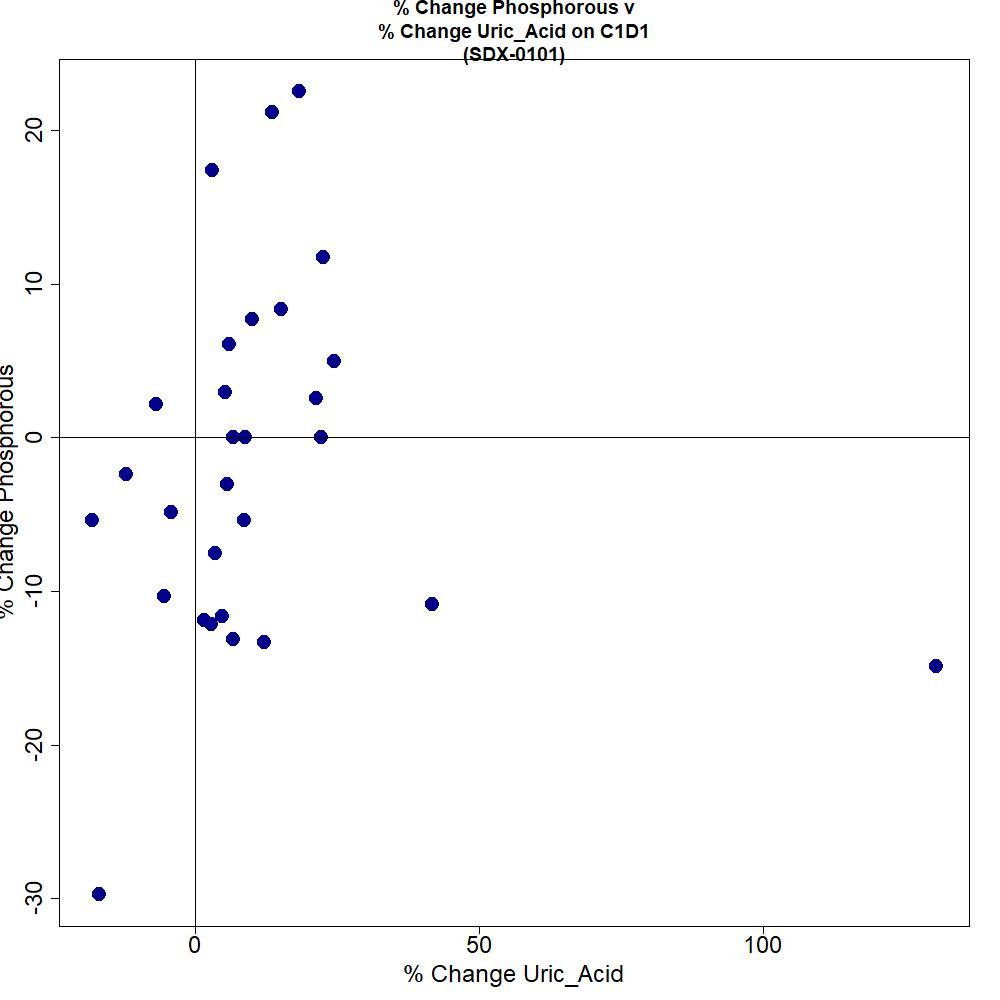 % Change Phosphorous v
% Change Uric_Acid on C1D1
(SDX-0101)
% Change Phosphorous
20
10
0
-10
-20
-30
0
50
100
% Change Uric_Acid